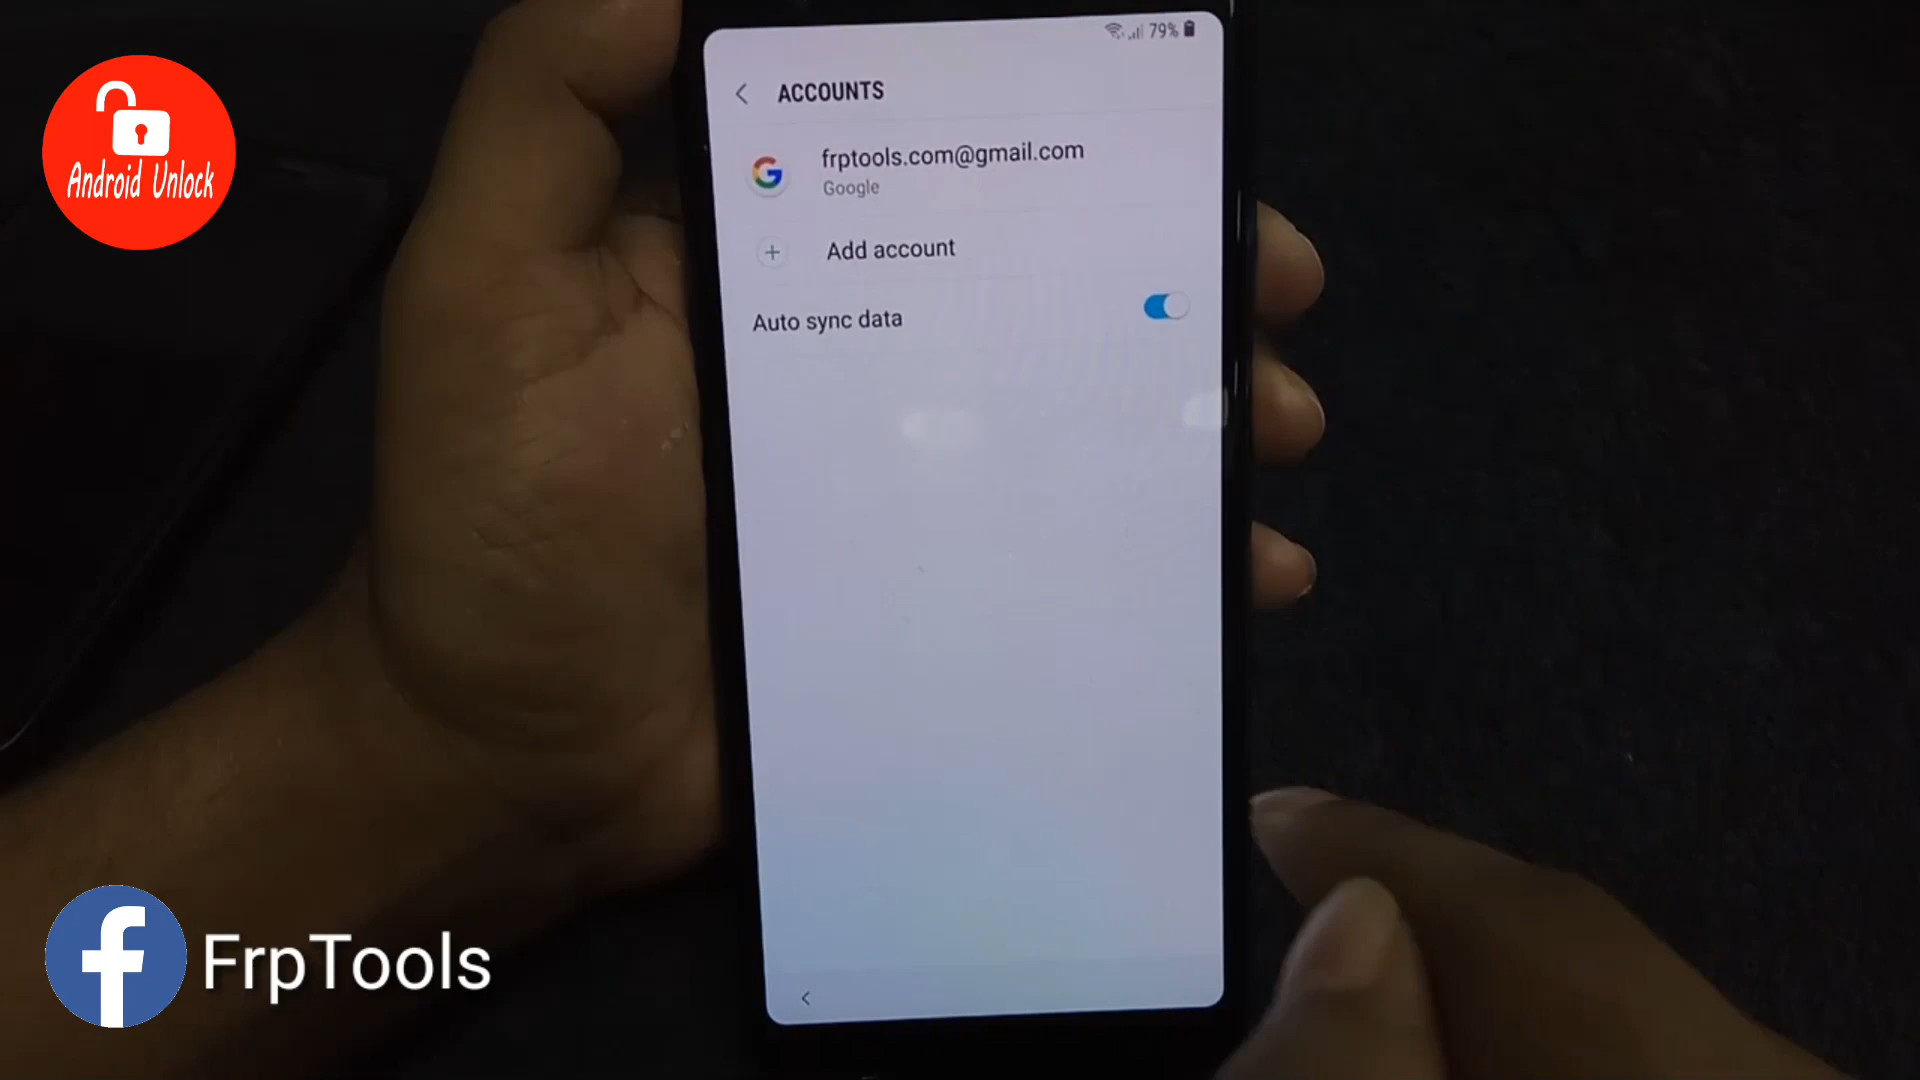 79%
ACCOUNTS
frptools.com@gmail.com
Google
Add account
Auto sync data
Android Unlock
FrpTools